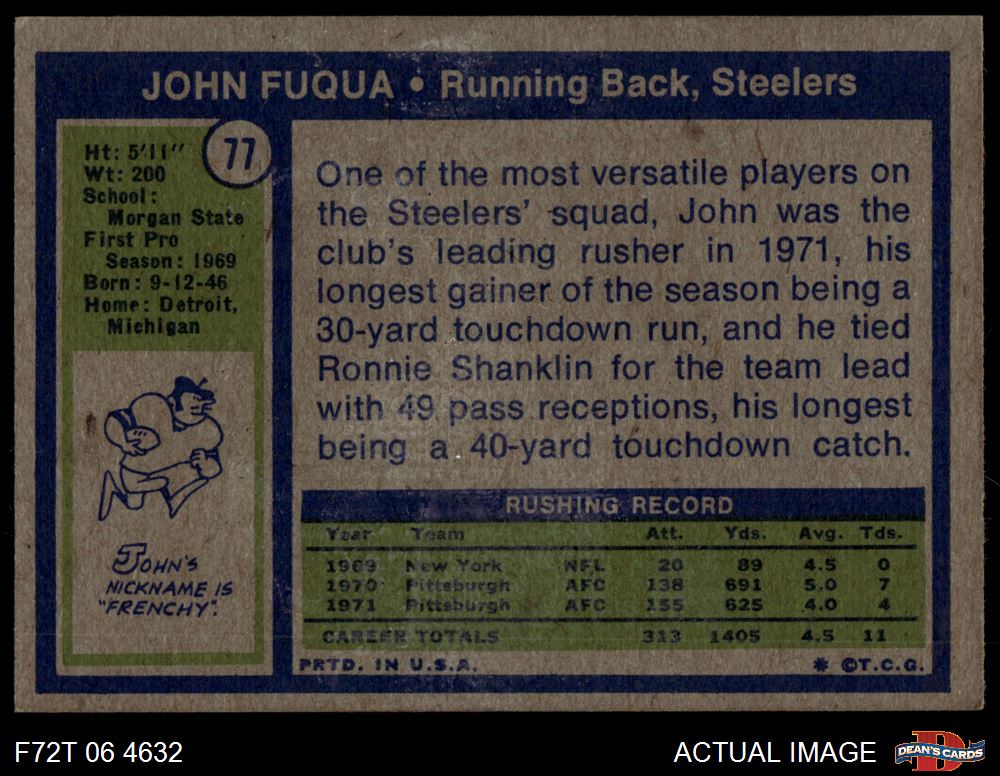 JOHN FUQUA • Running Back, Steelers
77
Ht: 5'11"
Wt: 200
School:
Morgan State
First Pro
Season: 1969
Born: 9-12-46
Home: Detroit,
Michigan
JOHN'S
NICKNAME IS
"FRENCHY".
One of the most versatile players on
the Steelers' squad, John was the
club's leading rusher in 1971, his
longest gainer of the season being a
30-yard touchdown run, and he tied
Ronnie Shanklin for the team lead
with 49 pass receptions, his longest
being a 40-yard touchdown catch.
RUSHING RECORD
Year Team Att. Yds. Avg. Tds.
1969 New York NFL 20 89 4.5 0
1970 Pittsburgh AFC 138 691 5.0 7
1971 Pittsburgh AFC 155 625 4.0 4
CAREER TOTALS 313 1405 4.5 11
PRTD. IN U.S.A. * ©T.C.G.
F72T 06 4632 ACTUAL IMAGE DEAN'S CARDS